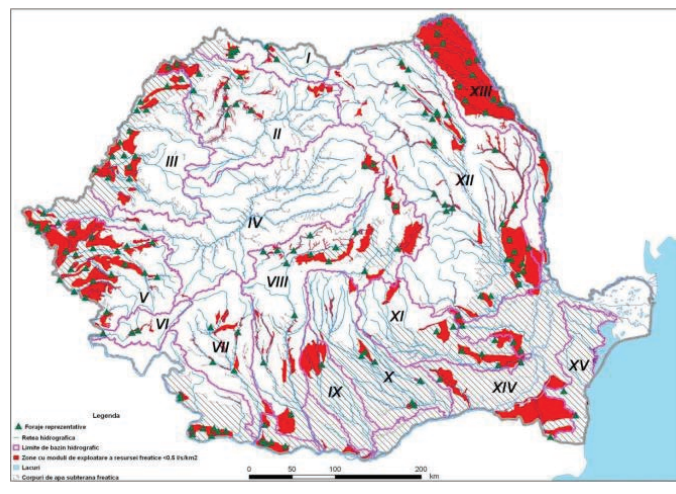 I
XIII
II
III
XII
IV
VIII
V
VI
XI
VII
IX
X
XIV
XV
Legenda
Foraje reprezentative
Retea hidrografica
Limite de bazin hidrografic
Zone cu moduli de exploatare a resursei freatice <0,5 l/s/km2
Lacuri
Corpuri de apa subterana freatica
0 50 100 200
km